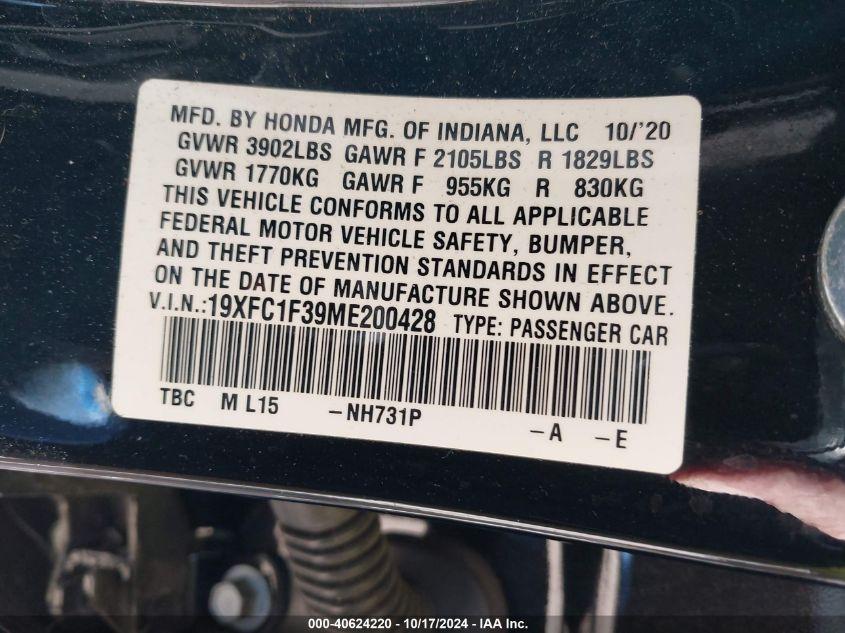 MFD. BY HONDA MFG. OF INDIANA, LLC 10/'20
GVWR 3902LBS GAWR F 2105LBS R 1829LBS
GVWR 1770KG GAWR F 955KG R 830KG
THIS VEHICLE CONFORMS TO ALL APPLICABLE
FEDERAL MOTOR VEHICLE SAFETY, BUMPER,
AND THEFT PREVENTION STANDARDS IN EFFECT
ON THE DATE OF MANUFACTURE SHOWN ABOVE.
V.I.N.:19XFC1F39ME200428 TYPE: PASSENGER CAR
TBC M L15 -NH731P -A -E
000-40624220 - 10/17/2024 - IAA Inc.